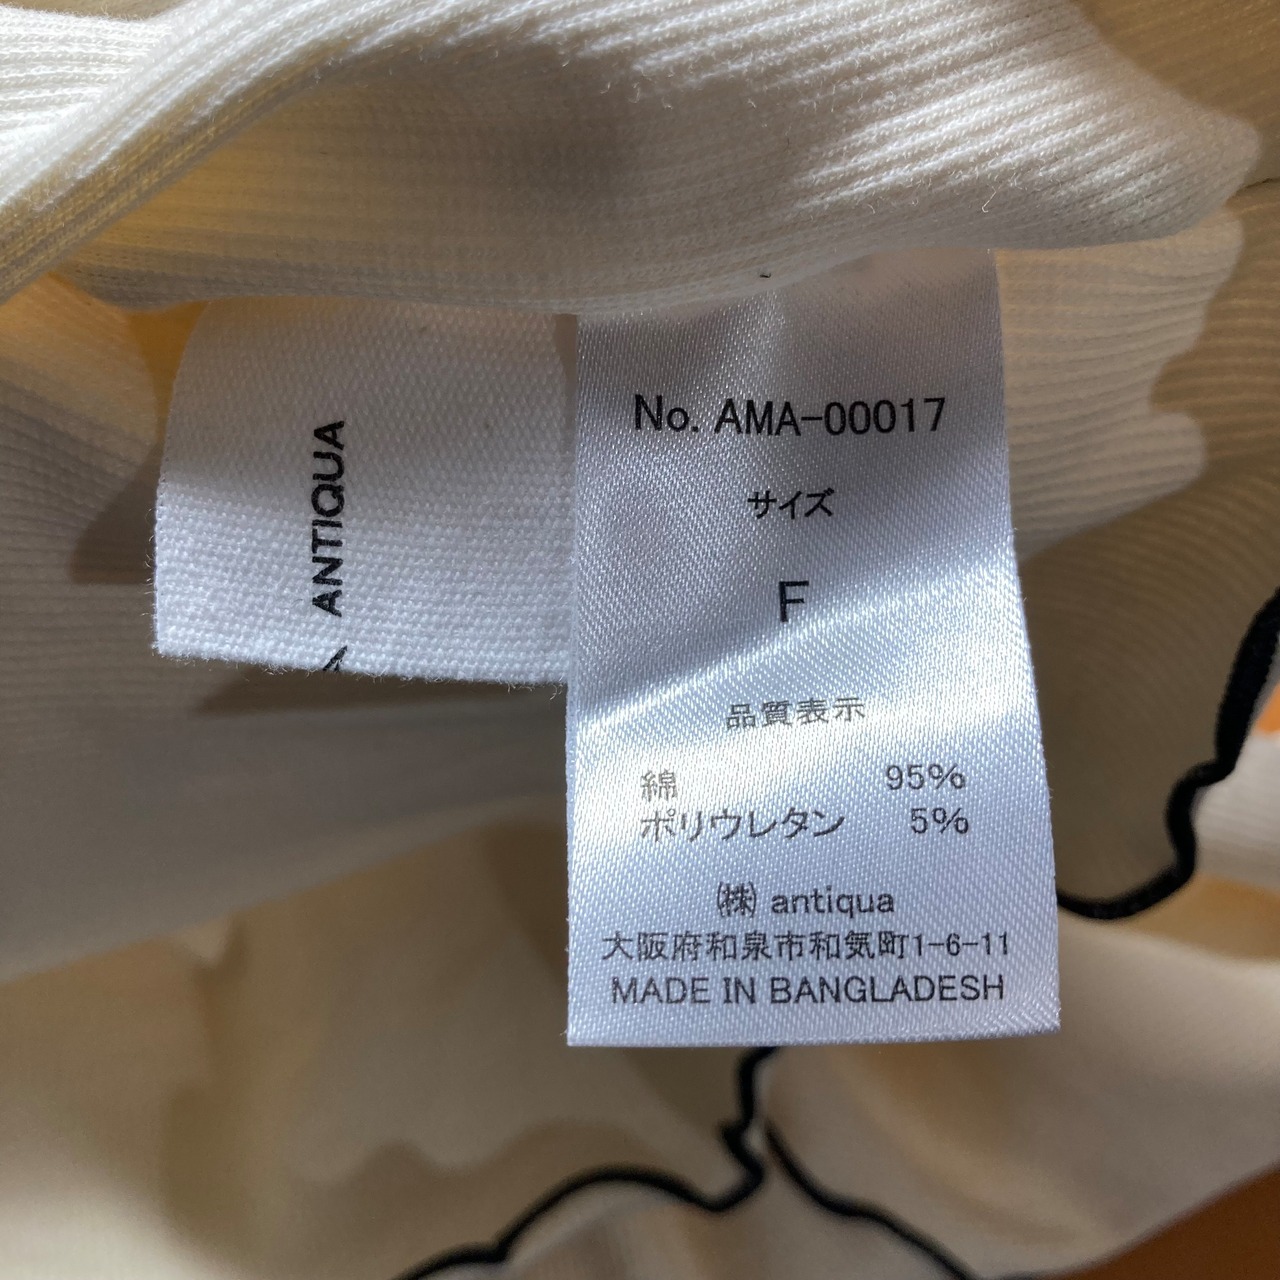 ANTIQUA
No. AMA-00017
サイズ
F
品質表示
綿 95%
ポリウレタン 5%
㈱ antiqua
大阪府和泉市和気町1-6-11
MADE IN BANGLADESH